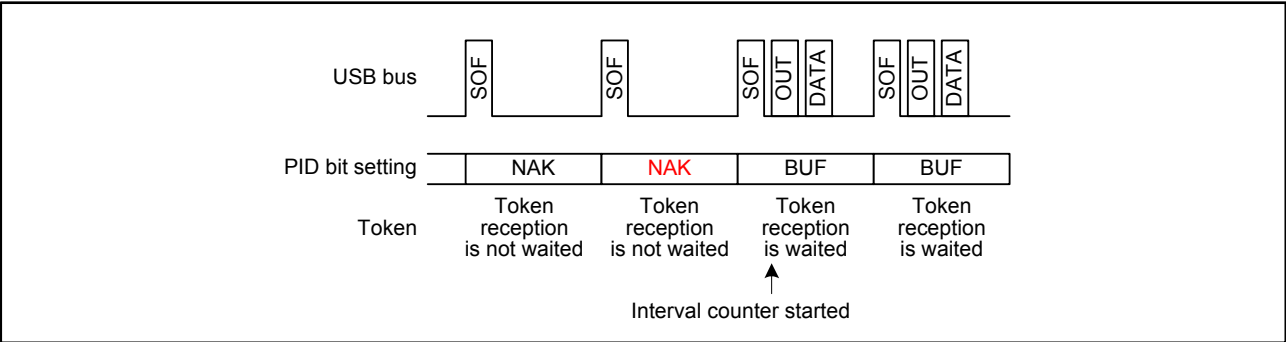 USB bus
SOF
SOF
SOF
OUT
DATA
SOF
OUT
DATA
PID bit setting
NAK
NAK
BUF
BUF
Token
Token
reception
is not waited
Token
reception
is not waited
Token
reception
is waited
Token
reception
is waited
Interval counter started